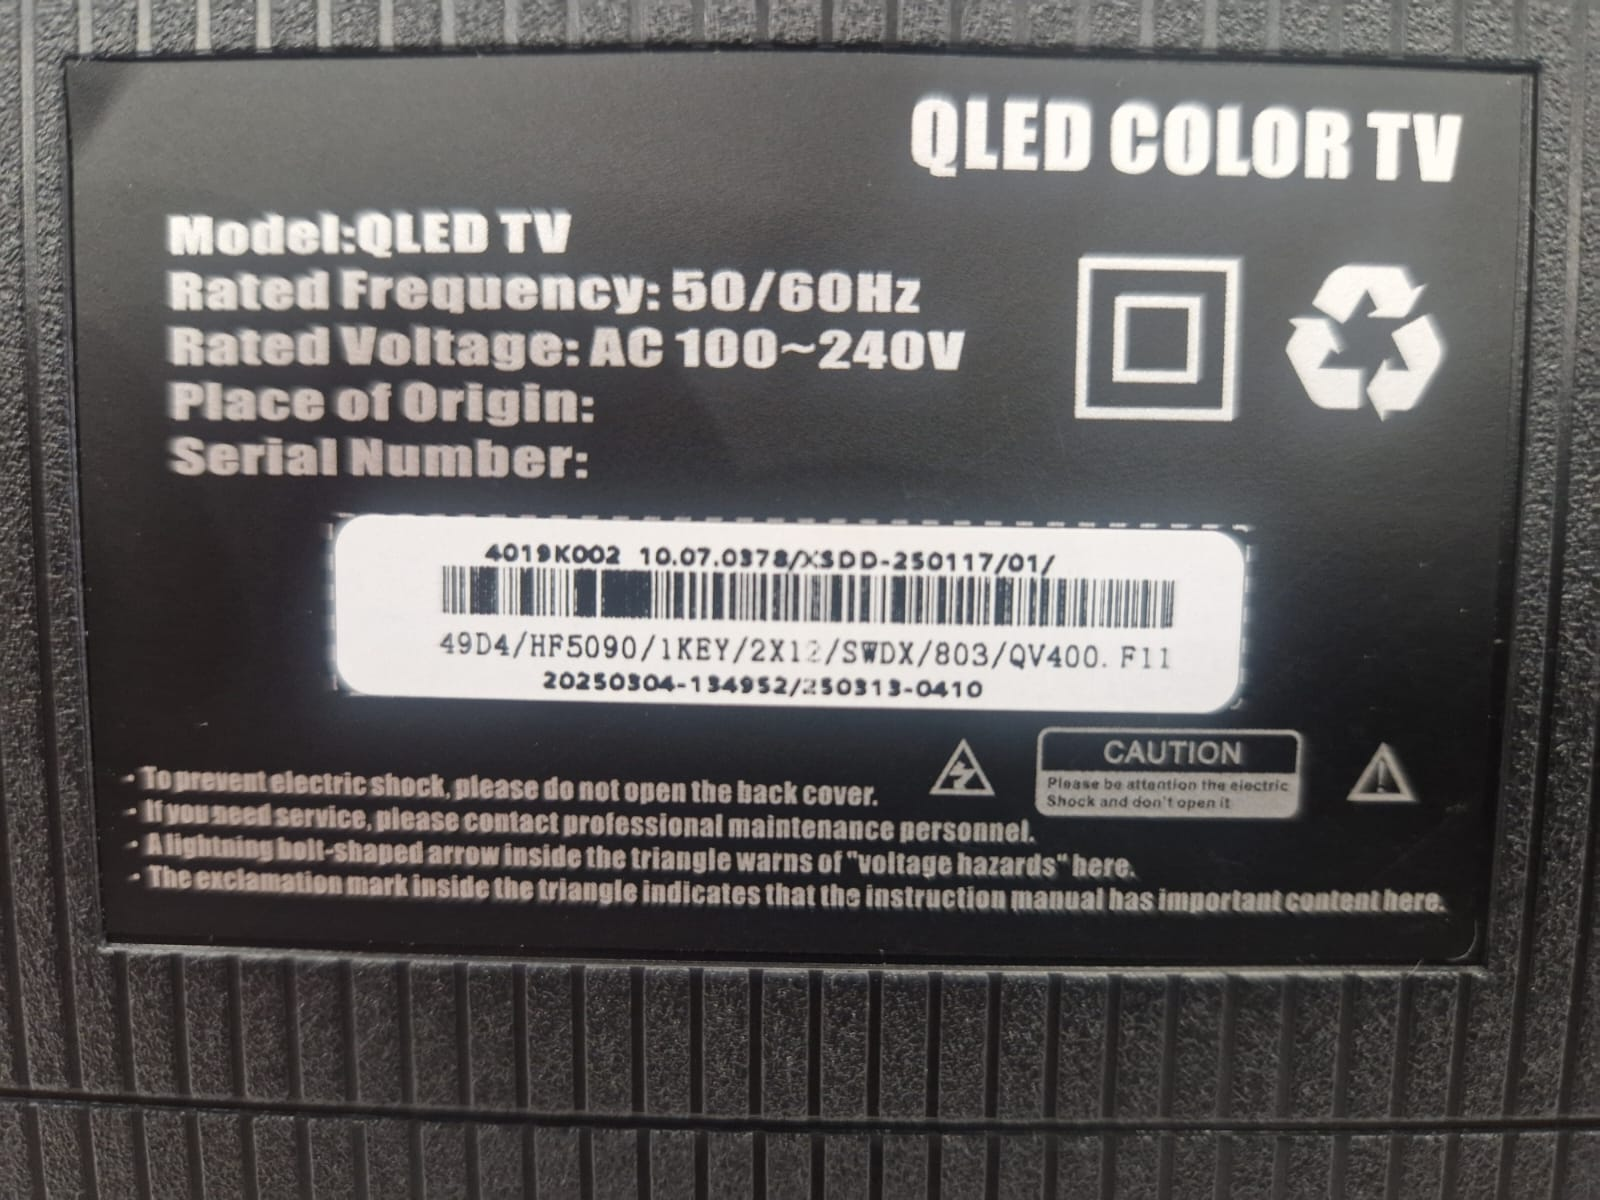 QLED COLOR TV
Model:QLED TV
Rated Frequency: 50/60Hz
Rated Voltage: AC 100~240V
Place of Origin:
Serial Number:
4019K002 10.07.0378/XSDD-250117/01/
49D4/HF5090/1KEY/2X12/SWDX/803/QV400. F11
20250304-134952/250313-0410
CAUTION
Please be attention the electric
Shock and don't open it
· To prevent electric shock, please do not open the back cover.
· If you need service, please contact professional maintenance personnel.
· A lightning bolt-shaped arrow inside the triangle warns of "voltage hazards" here.
· The exclamation mark inside the triangle indicates that the instruction manual has important content here.